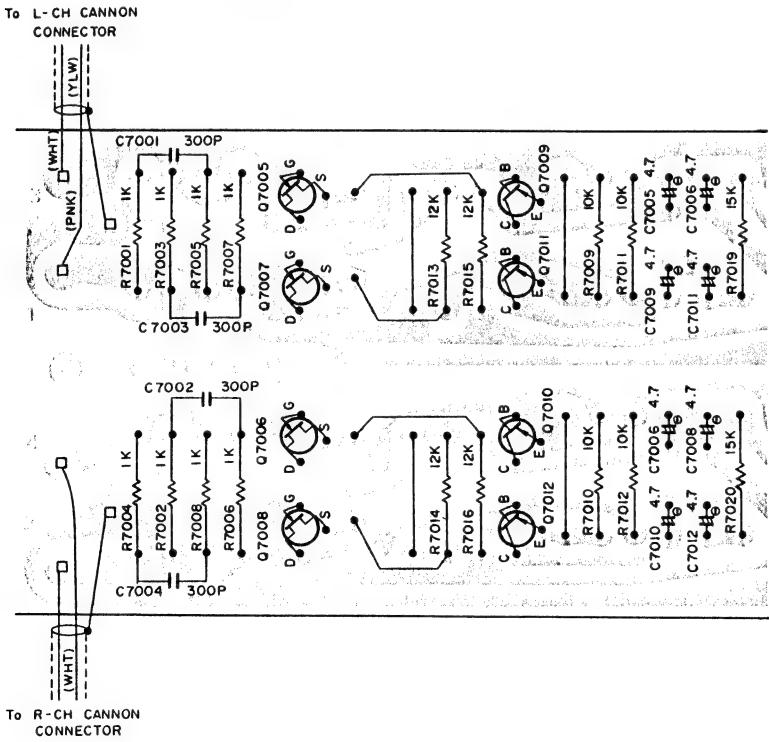 To L-CH CANNON
CONNECTOR
(YLW)
(WHT)
(PNK)
C7001 300P
1K
1K
1K
1K
R7001
R7003
R7005
R7007
C7003 300P
Q7005
G
S
D
Q7007
G
S
D
12K
12K
R7013
R7015
Q7009
B
C
E
Q7011
B
C
E
10K
10K
R7009
R7011
4.7
C7005
4.7
C7006
15K
4.7
C7009
4.7
C7011
R7019
C7002 300P
1K
1K
1K
1K
R7004
R7002
R7008
R7006
C7004 300P
Q7006
G
S
D
Q7008
G
S
D
12K
12K
R7014
R7016
Q7010
B
C
E
Q7012
B
C
E
10K
10K
R7010
R7012
4.7
C7006
4.7
C7008
15K
4.7
C7010
4.7
C7012
R7020
(WHT)
To R-CH CANNON
CONNECTOR